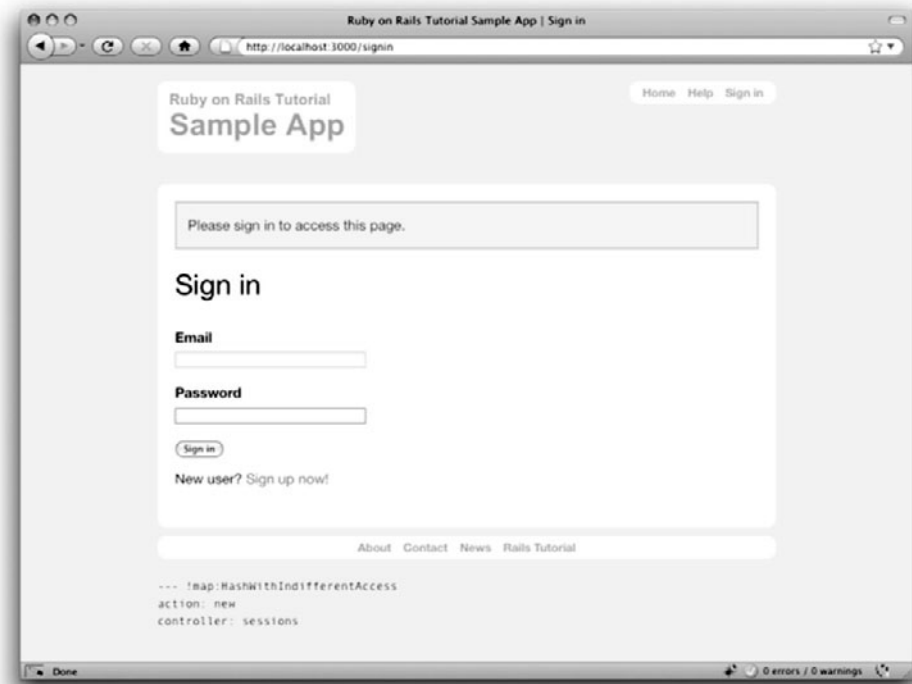 Ruby on Rails Tutorial Sample App | Sign in
http://localhost:3000/signin
Ruby on Rails Tutorial
Sample App
Home Help Sign in
Please sign in to access this page.
Sign in
Email
Password
Sign in
New user? Sign up now!
About Contact News Rails Tutorial
--- !map:HashWithIndifferentAccess
action: new
controller: sessions
Done
0 errors / 0 warnings